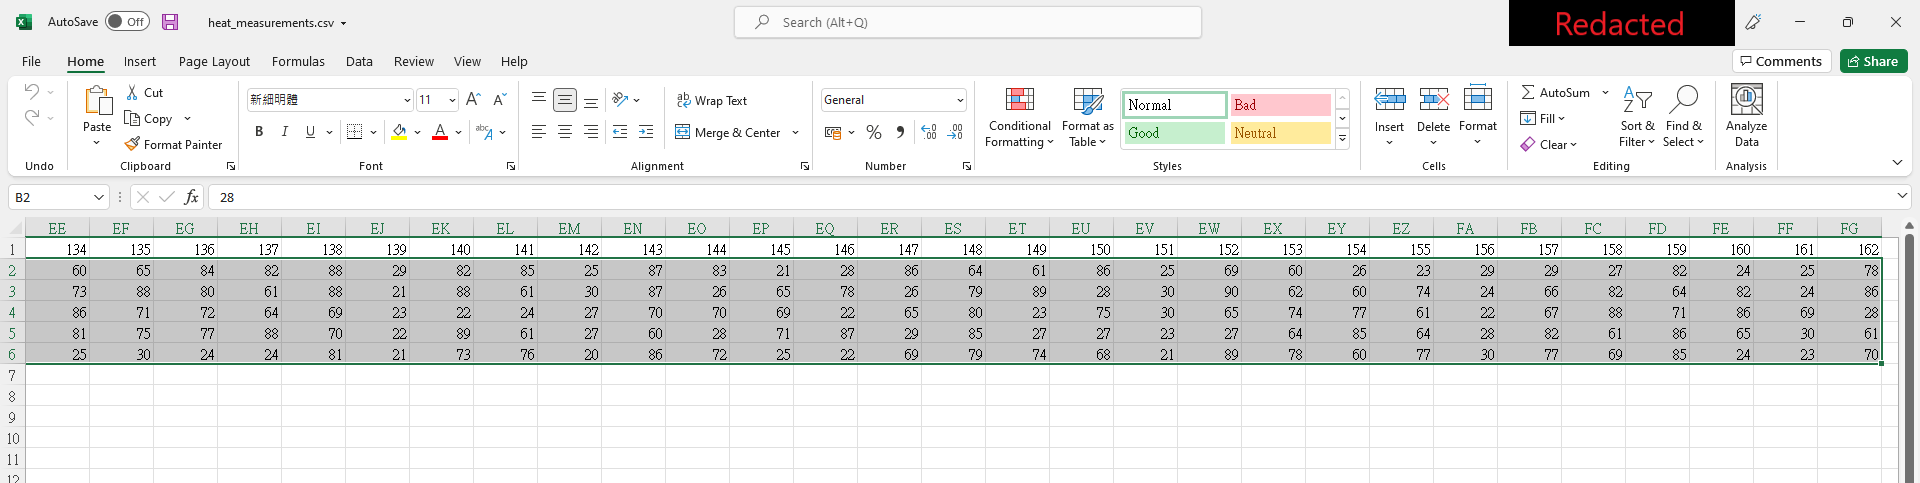 AutoSave Off heat_measurements.csv Search (Alt+Q) Redacted
File Home Insert Page Layout Formulas Data Review View Help Comments Share
Paste Cut Copy Format Painter
Undo Clipboard
新細明體 11
B I U A abc
Font
ab Wrap Text
Merge & Center
Alignment
General
% 9
Number
Conditional Formatting Format as Table
Normal Bad
Good Neutral
Styles
Insert Delete Format
Cells
AutoSum
Fill
Clear
Sort & Filter Find & Select
Editing
Analyze Data
Analysis
B2 fx 28
EE EF EG EH EI EJ EK EL EM EN EO EP EQ ER ES ET EU EV EW EX EY EZ FA FB FC FD FE FF FG
1 134 135 136 137 138 139 140 141 142 143 144 145 146 147 148 149 150 151 152 153 154 155 156 157 158 159 160 161 162
2 60 65 84 82 88 29 82 85 25 87 83 21 28 86 64 61 86 25 69 60 26 23 29 29 27 82 24 25 78
3 73 88 80 61 88 21 88 61 30 87 26 65 78 26 79 89 28 30 90 62 60 74 24 66 82 64 82 24 86
4 86 71 72 64 69 23 22 24 27 70 70 69 22 65 80 23 75 30 65 74 77 61 22 67 88 71 86 69 28
5 81 75 77 88 70 22 89 61 27 60 28 71 87 29 85 27 27 23 27 64 85 64 28 82 61 86 65 30 61
6 25 30 24 24 81 21 73 76 20 86 72 25 22 69 79 74 68 21 89 78 60 77 30 77 69 85 24 23 70
7
8
9
10
11
12